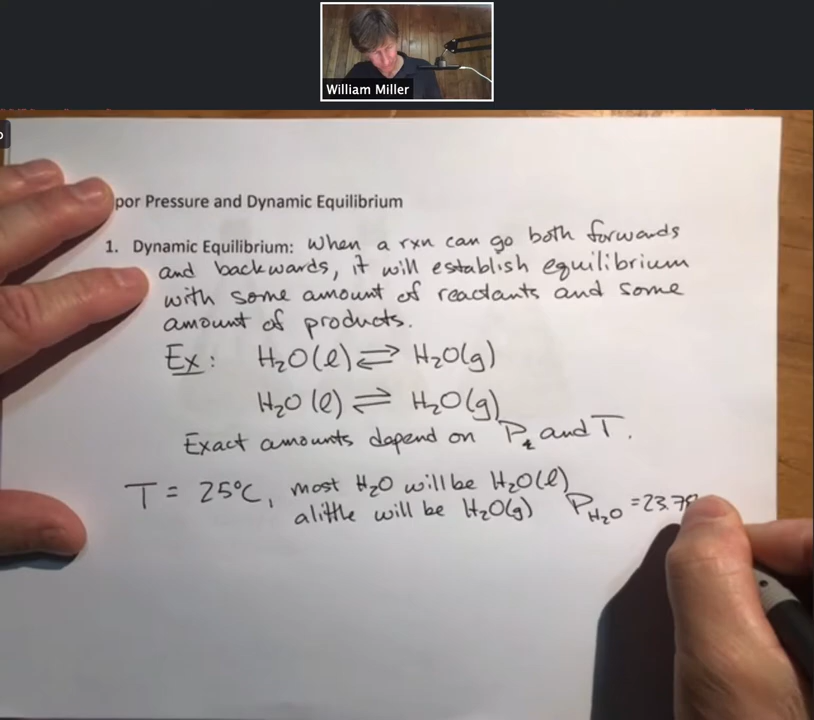 William Miller
por Pressure and Dynamic Equilibrium
1. Dynamic Equilibrium: When a rxn can go both forwards
and backwards, it will establish equilibrium
with some amount of reactants and some
amount of products.
Ex: H₂O(l) ⇄ H₂O(g)
H₂O (l) ⇌ H₂O(g)
Exact amounts depend on P, and T.
T = 25°C, most H₂O will be H₂O(l)
a little will be H₂O(g) P H₂O = 23.78